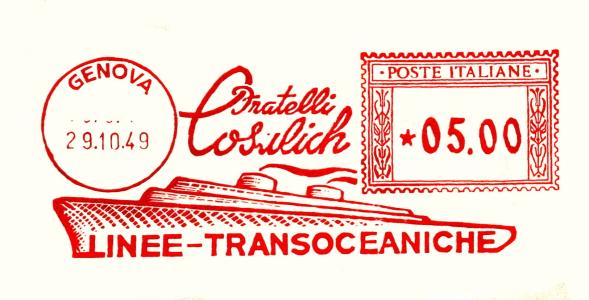 GENOVA
29.10.49
Fratelli
Cosulich
POSTE ITALIANE
*05.00
LINEE-TRANSOCEANICHE